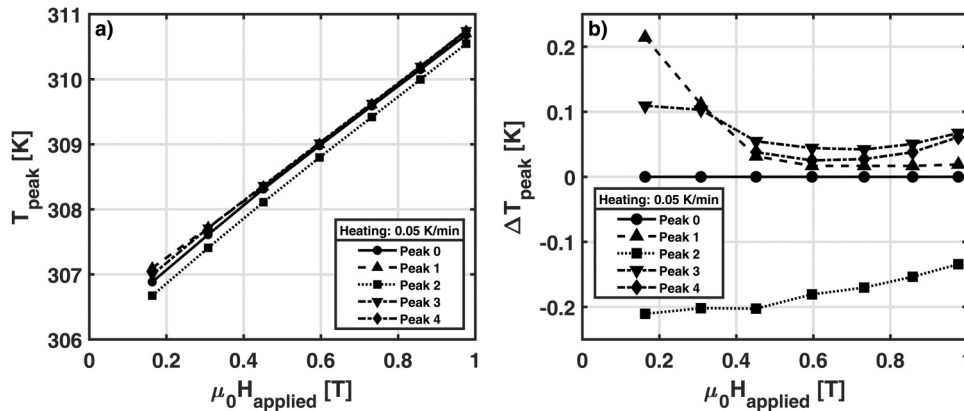 a)
311
310
309
308
307
306
T_peak [K]
0
0.2
0.4
0.6
0.8
1
μ₀H_applied [T]
Heating: 0.05 K/min
Peak 0
Peak 1
Peak 2
Peak 3
Peak 4
b)
0.2
0.1
0
-0.1
-0.2
ΔT_peak [K]
0
0.2
0.4
0.6
0.8
1
μ₀H_applied [T]
Heating: 0.05 K/min
Peak 0
Peak 1
Peak 2
Peak 3
Peak 4